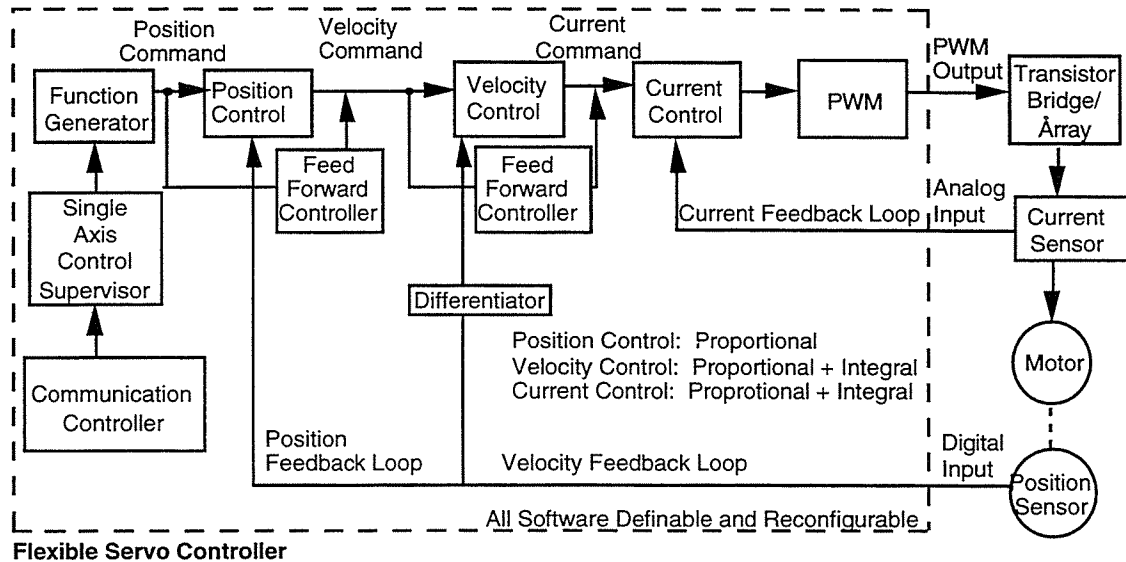 Position
Command
Velocity
Command
Current
Command
PWM
Output
Function
Generator
Position
Control
Velocity
Control
Current
Control
PWM
Transistor
Bridge/
Årray
Feed
Forward
Controller
Feed
Forward
Controller
Single
Axis
Control
Supervisor
Current Feedback Loop
Analog
Input
Current
Sensor
Differentiator
Position Control: Proportional
Velocity Control: Proportional + Integral
Current Control: Proprotional + Integral
Motor
Communication
Controller
Position
Feedback Loop
Velocity Feedback Loop
Digital
Input
Position
Sensor
All Software Definable and Reconfigurable
Flexible Servo Controller